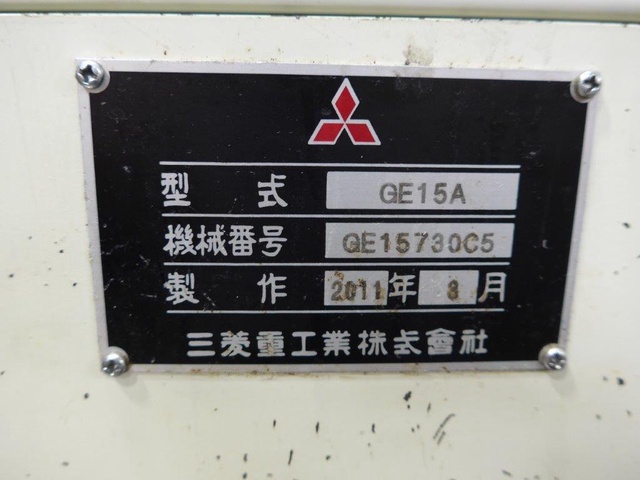 型式 GE15A
機械番号 GE15730C5
製作 2011年 8月
三菱重工業株式會社